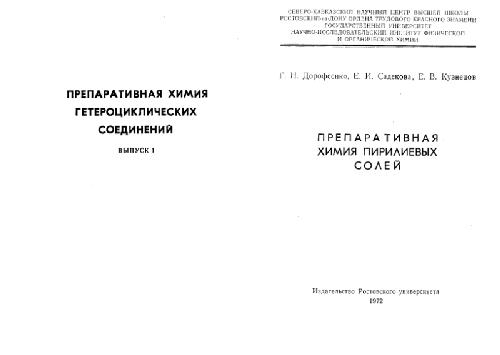 ПРЕПАРАТИВНАЯ ХИМИЯ
ГЕТЕРОЦИКЛИЧЕСКИХ
СОЕДИНЕНИЙ
ВЫПУСК 1
СЕВЕРО-КАВКАЗСКИЙ НАУЧНЫЙ ЦЕНТР ВЫСШЕЙ ШКОЛЫ
РОСТОВСКИЙ-на-ДОНУ ОРДЕНА ТРУДОВОГО КРАСНОГО ЗНАМЕНИ
ГОСУДАРСТВЕННЫЙ УНИВЕРСИТЕТ
НАУЧНО-ИССЛЕДОВАТЕЛЬСКИЙ ИНСТИТУТ ФИЗИЧЕСКОЙ
И ОРГАНИЧЕСКОЙ ХИМИИ
Г. Н. Дорофеенко, Е. И. Садекова, Е. В. Кузнецов
ПРЕПАРАТИВНАЯ
ХИМИЯ ПИРИЛИЕВЫХ
СОЛЕЙ
Издательство Ростовского университета
1972